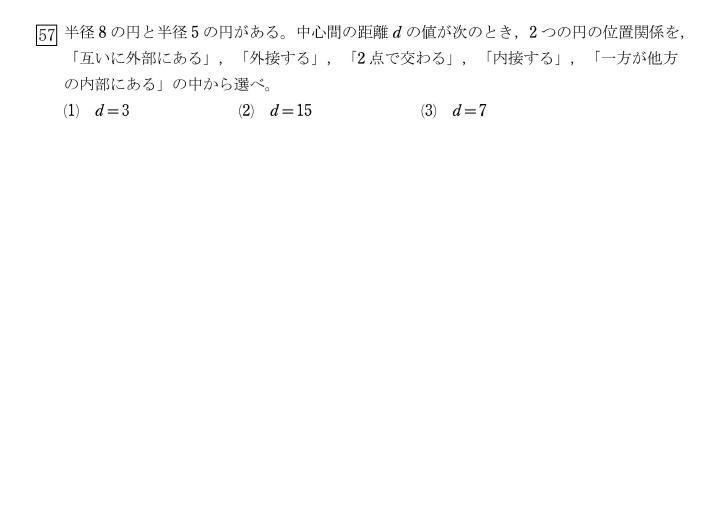 57 半径 8 の円と半径 5 の円がある。中心間の距離 d の値が次のとき，2 つの円の位置関係を，
「互いに外部にある」，「外接する」，「2 点で交わる」，「内接する」，「一方が他方
の内部にある」の中から選べ。
(1) d＝3 (2) d＝15 (3) d＝7